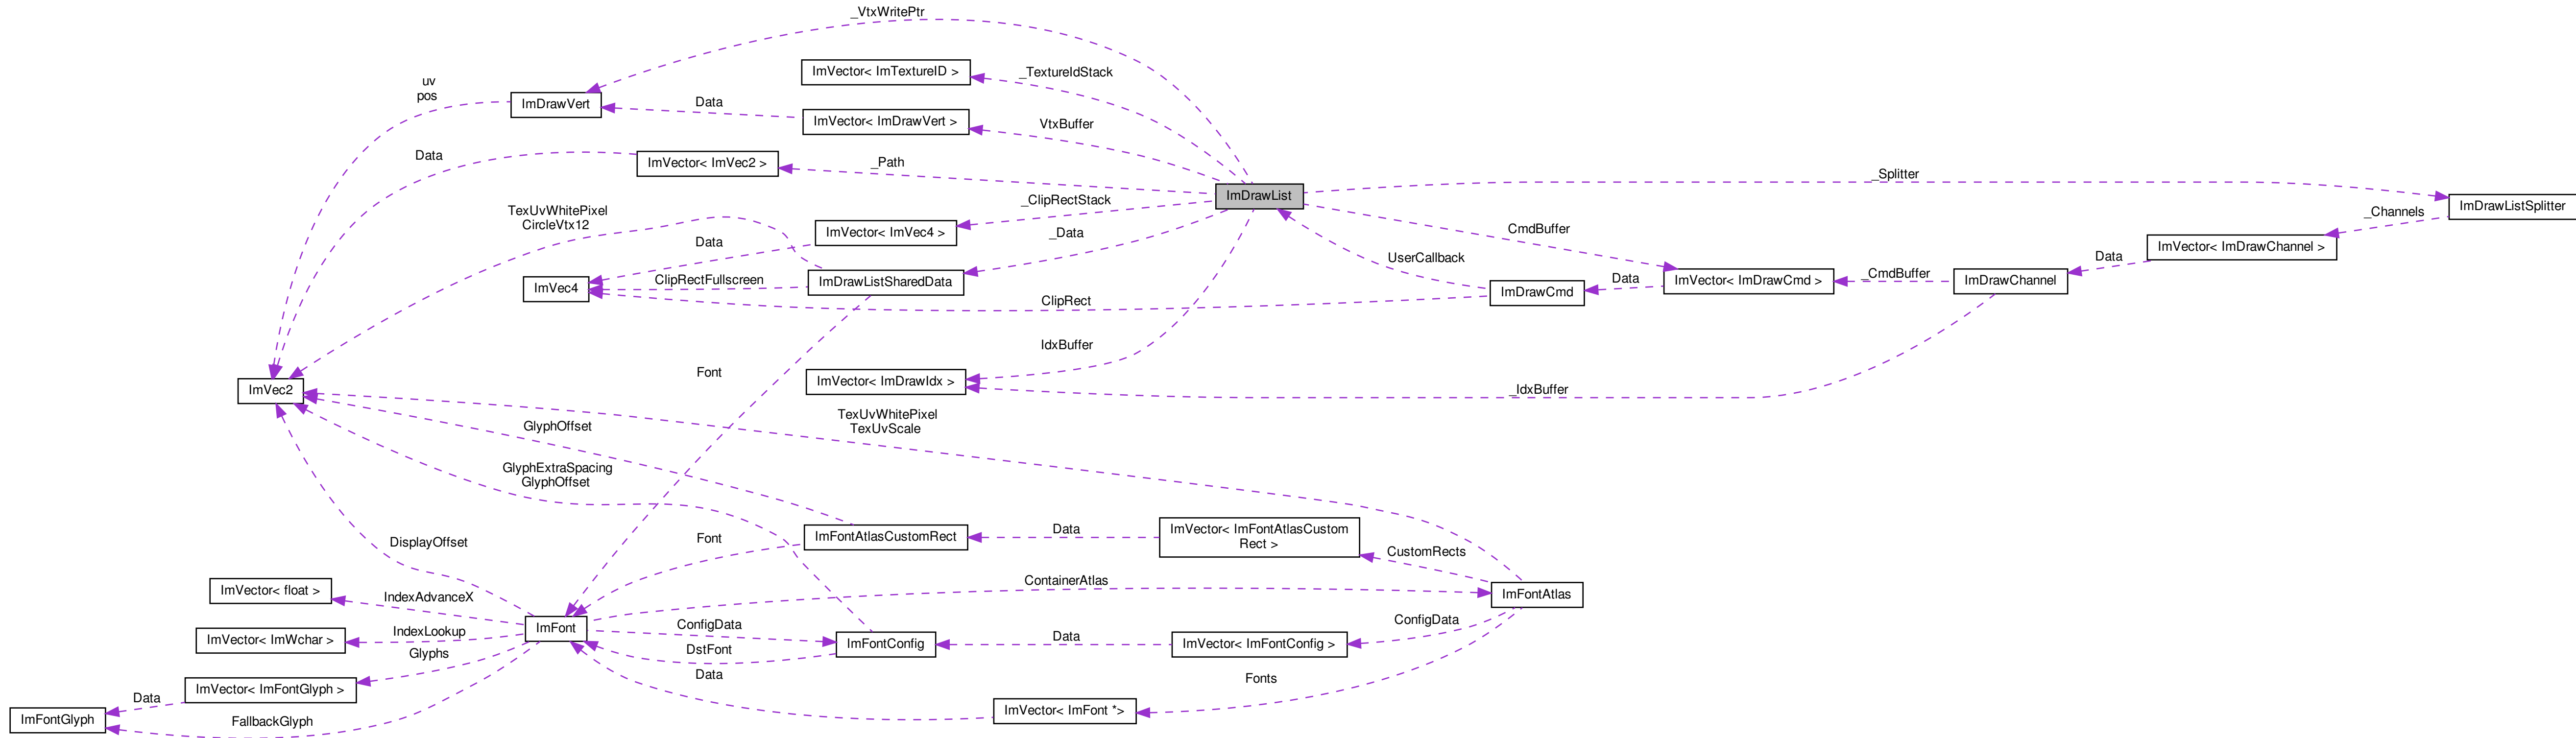 _VtxWritePtr
ImVector< ImTextureID >
_TextureIdStack
uv
pos
ImDrawVert
Data
ImVector< ImDrawVert >
VtxBuffer
Data
ImVector< ImVec2 >
_Path
_Splitter
ImDrawList
ImDrawListSplitter
TexUvWhitePixel
CircleVtx12
_ClipRectStack
_Channels
ImVector< ImVec4 >
_Data
CmdBuffer
Data
ImVector< ImDrawChannel >
UserCallback
Data
ImVec4
ClipRectFullscreen
ImDrawListSharedData
ImDrawCmd
Data
ImVector< ImDrawCmd >
_CmdBuffer
ImDrawChannel
ClipRect
IdxBuffer
Font
ImVector< ImDrawIdx >
_IdxBuffer
ImVec2
TexUvWhitePixel
TexUvScale
GlyphOffset
GlyphExtraSpacing
GlyphOffset
DisplayOffset
Font
ImFontAtlasCustomRect
Data
ImVector< ImFontAtlasCustom
Rect >
CustomRects
ContainerAtlas
ImFontAtlas
ImVector< float >
IndexAdvanceX
ImFont
ConfigData
ConfigData
ImVector< ImWchar >
IndexLookup
DstFont
ImFontConfig
Data
ImVector< ImFontConfig >
Glyphs
Data
Fonts
ImVector< ImFontGlyph >
Data
ImFontGlyph
FallbackGlyph
ImVector< ImFont *>